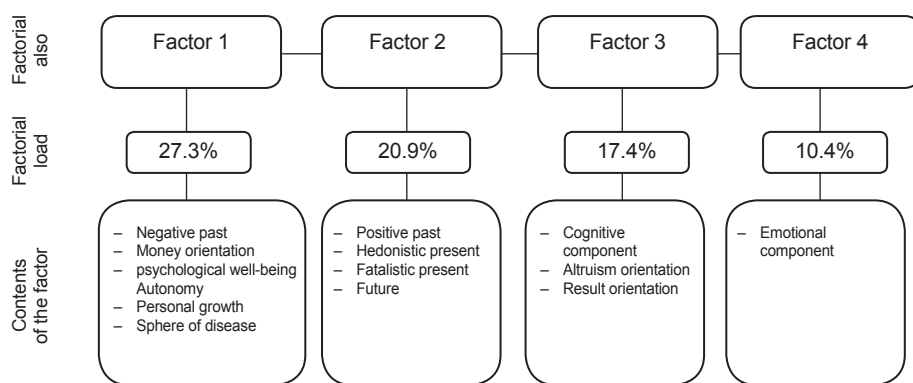 Factorial
also
Factor 1
Factor 2
Factor 3
Factor 4
Factorial
load
27.3%
20.9%
17.4%
10.4%
Contents
of the factor
– Negative past
– Money orientation
– psychological well-being
Autonomy
– Personal growth
– Sphere of disease
– Positive past
– Hedonistic present
– Fatalistic present
– Future
– Cognitive
component
– Altruism orientation
– Result orientation
– Emotional
component